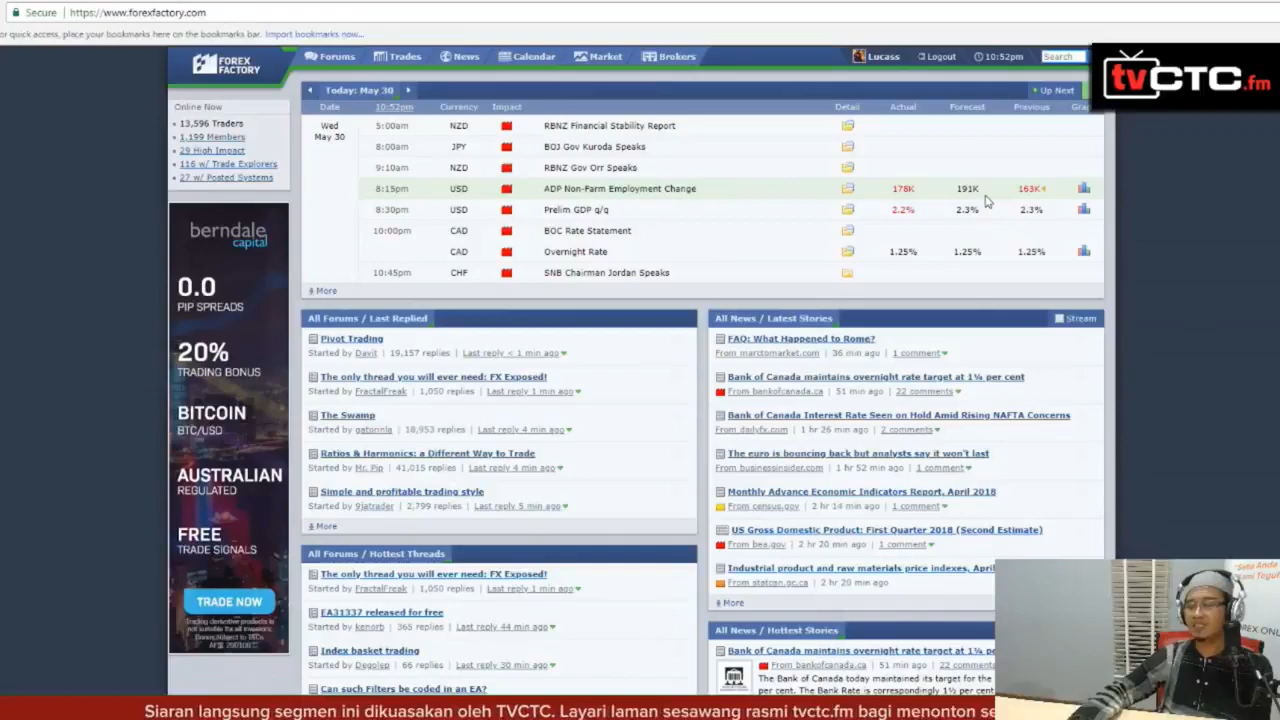 Secure | https://www.forexfactory.com
or quick access, place your bookmarks here on the bookmarks bar. Import bookmarks now...
FOREX FACTORY
Forums Trades News Calendar Market Brokers Lucass Logout 10:52pm Search
tvCTC.fm
Online Now
13,596 Traders
1,199 Members
29 High Impact
116 w/ Trade Explorers
27 w/ Posted Systems
Today: May 30 Up Next
Date 10:52pm Currency Impact Detail Actual Forecast Previous
Wed May 30 5:00am NZD RBNZ Financial Stability Report
8:00am JPY BOJ Gov Kuroda Speaks
9:10am NZD RBNZ Gov Orr Speaks
8:15pm USD ADP Non-Farm Employment Change 178K 191K 163K
8:30pm USD Prelim GDP q/q 2.2% 2.3% 2.3%
10:00pm CAD BOC Rate Statement
CAD Overnight Rate 1.25% 1.25% 1.25%
10:45pm CHF SNB Chairman Jordan Speaks
More
berndale capital
0.0
PIP SPREADS
20%
TRADING BONUS
BITCOIN
BTC/USD
AUSTRALIAN
REGULATED
FREE
TRADE SIGNALS
TRADE NOW
Trading derivative products is
not suitable for all investors.
All Forums / Last Replied
Pivot Trading
Started by Davit | 19,157 replies | Last reply < 1 min ago
The only thread you will ever need: FX Exposed!
Started by FractalFreak | 1,050 replies | Last reply 1 min ago
The Swamp
Started by gatorinla | 18,953 replies | Last reply 4 min ago
Ratios & Harmonics: a Different Way to Trade
Started by Mr. Pip | 41,015 replies | Last reply 4 min ago
Simple and profitable trading style
Started by 9jatrader | 2,799 replies | Last reply 5 min ago
More
All Forums / Hottest Threads
The only thread you will ever need: FX Exposed!
Started by FractalFreak | 1,050 replies | Last reply 1 min ago
EA31337 released for free
Started by kenorb | 365 replies | Last reply 44 min ago
Index basket trading
Started by Degolep | 66 replies | Last reply 30 min ago
Can such Filters be coded in an EA?
All News / Latest Stories Stream
FAQ: What Happened to Rome?
From marctomarket.com | 36 min ago | 1 comment
Bank of Canada maintains overnight rate target at 1¼ per cent
From bankofcanada.ca | 51 min ago | 22 comments
Bank of Canada Interest Rate Seen on Hold Amid Rising NAFTA Concerns
From dailyfx.com | 1 hr 26 min ago | 2 comments
The euro is bouncing back but analysts say it won't last
From businessinsider.com | 1 hr 52 min ago | 1 comment
Monthly Advance Economic Indicators Report, April 2018
From census.gov | 2 hr 14 min ago | 1 comment
US Gross Domestic Product: First Quarter 2018 (Second Estimate)
From bea.gov | 2 hr 20 min ago | 1 comment
Industrial product and raw materials price indexes, April
From statcan.gc.ca | 2 hr 20 min ago
More
All News / Hottest Stories
Bank of Canada maintains overnight rate target at 1¼ pe
From bankofcanada.ca | 51 min ago | 22 comments
The Bank of Canada today maintained its target for the
per cent. The Bank Rate is correspondingly 1½ per cent
FOREX ONL
Siaran langsung segmen ini dikuasakan oleh TVCTC. Layari laman sesawang rasmi tvctc.fm bagi menonton se